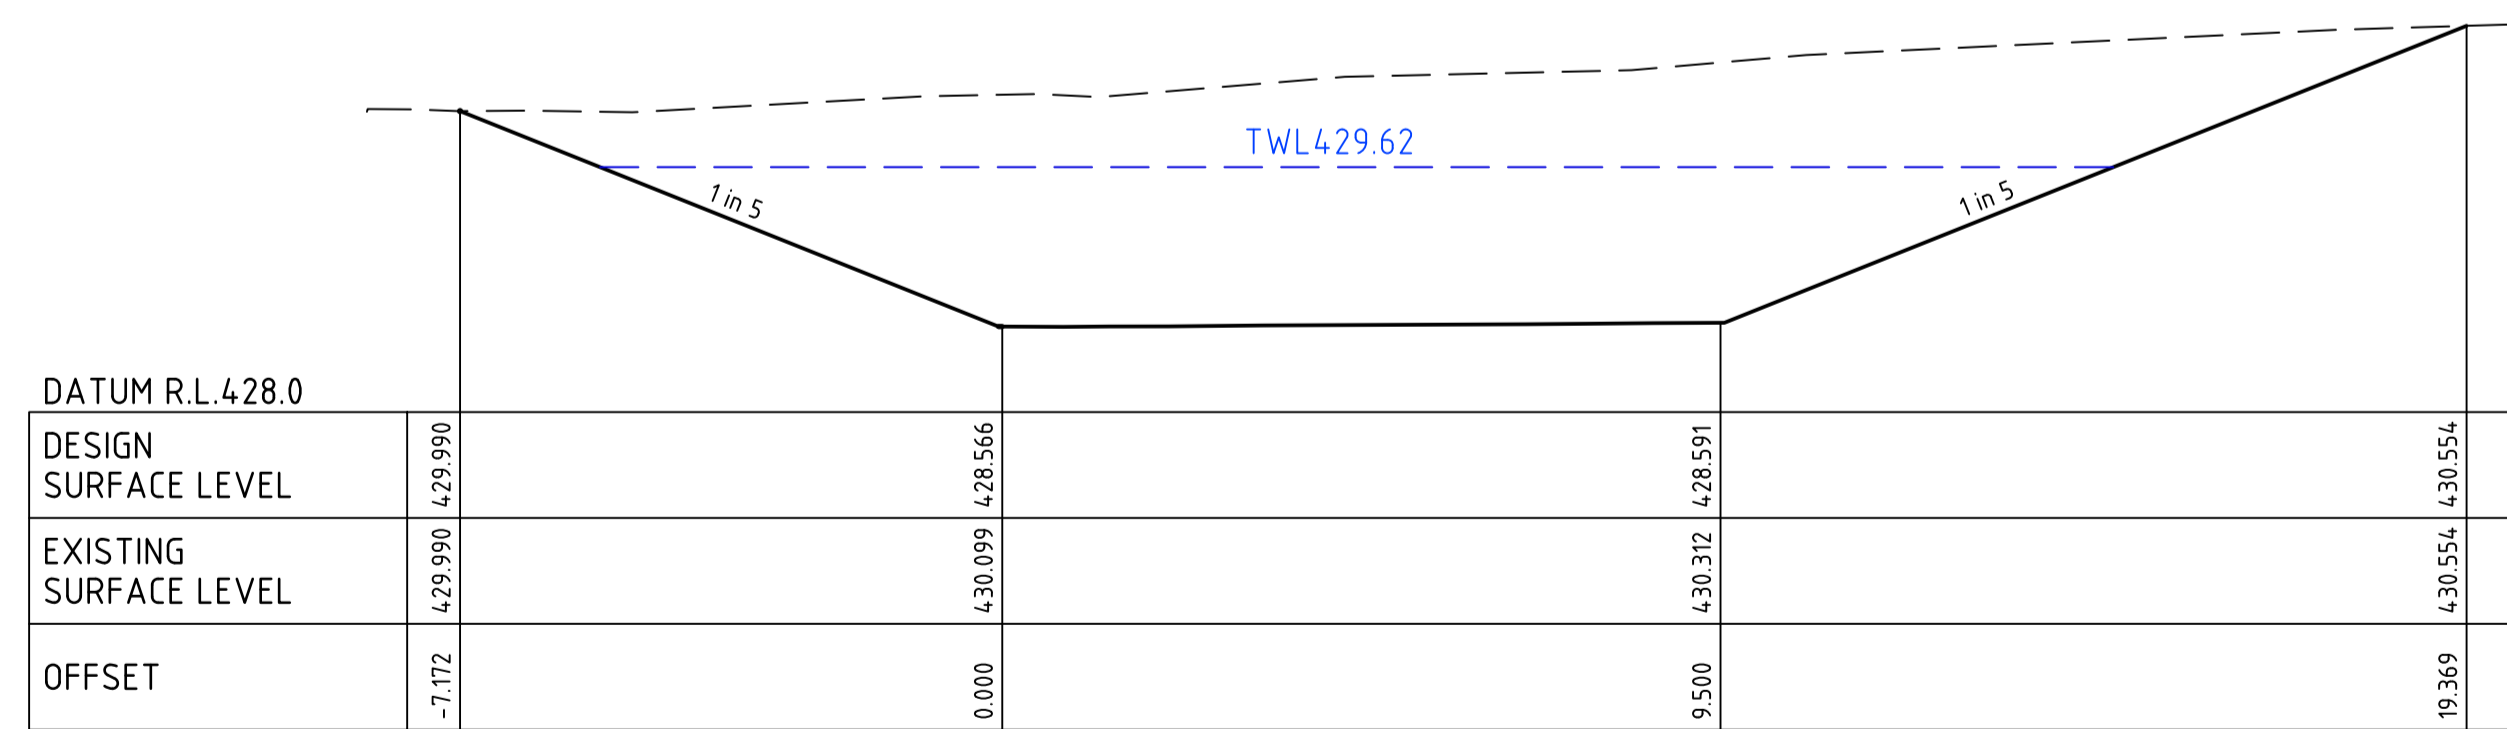 TWL429.62
1 in 5
1 in 5
DATUM R.L.428.0
DESIGN
SURFACE LEVEL
429.990
428.566
428.591
430.554
EXISTING
SURFACE LEVEL
429.990
430.099
430.312
430.554
OFFSET
-7.172
0.000
9.500
19.369